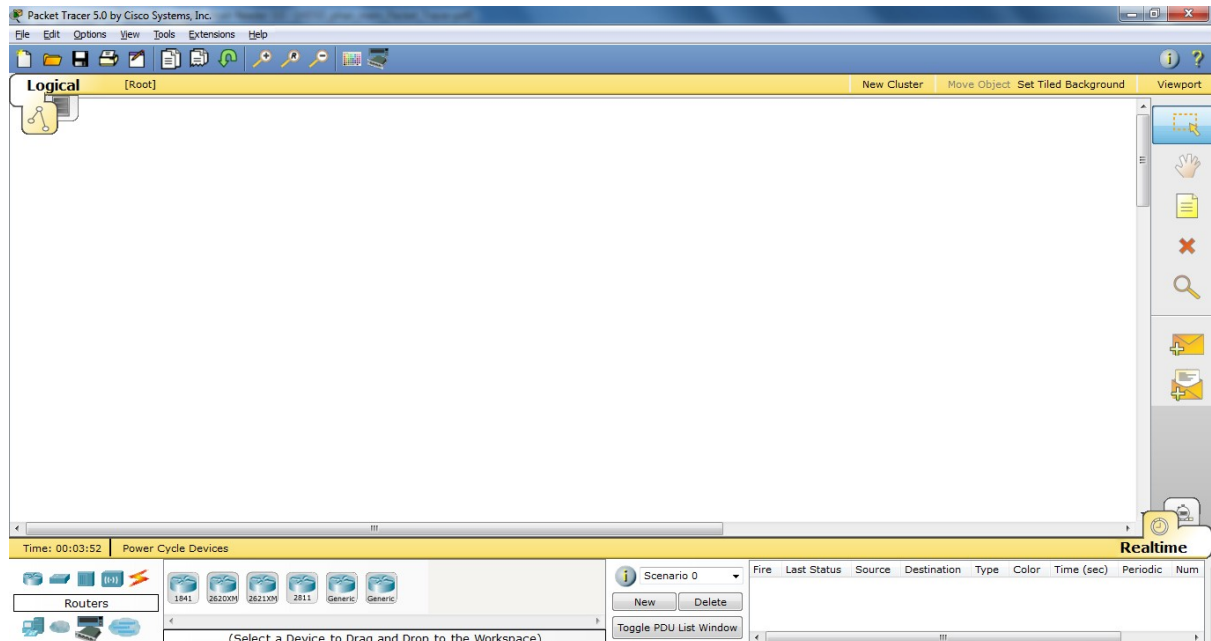 Packet Tracer 5.0 by Cisco Systems, Inc.
File Edit Options View Tools Extensions Help
Logical [Root] New Cluster Move Object Set Tiled Background Viewport
Time: 00:03:52 Power Cycle Devices Realtime
Scenario 0 Fire Last Status Source Destination Type Color Time (sec) Periodic Num
1841 2620XM 2621XM 2811 Generic Generic
Routers New Delete
Toggle PDU List Window
(Select a Device to Drag and Drop to the Workspace)